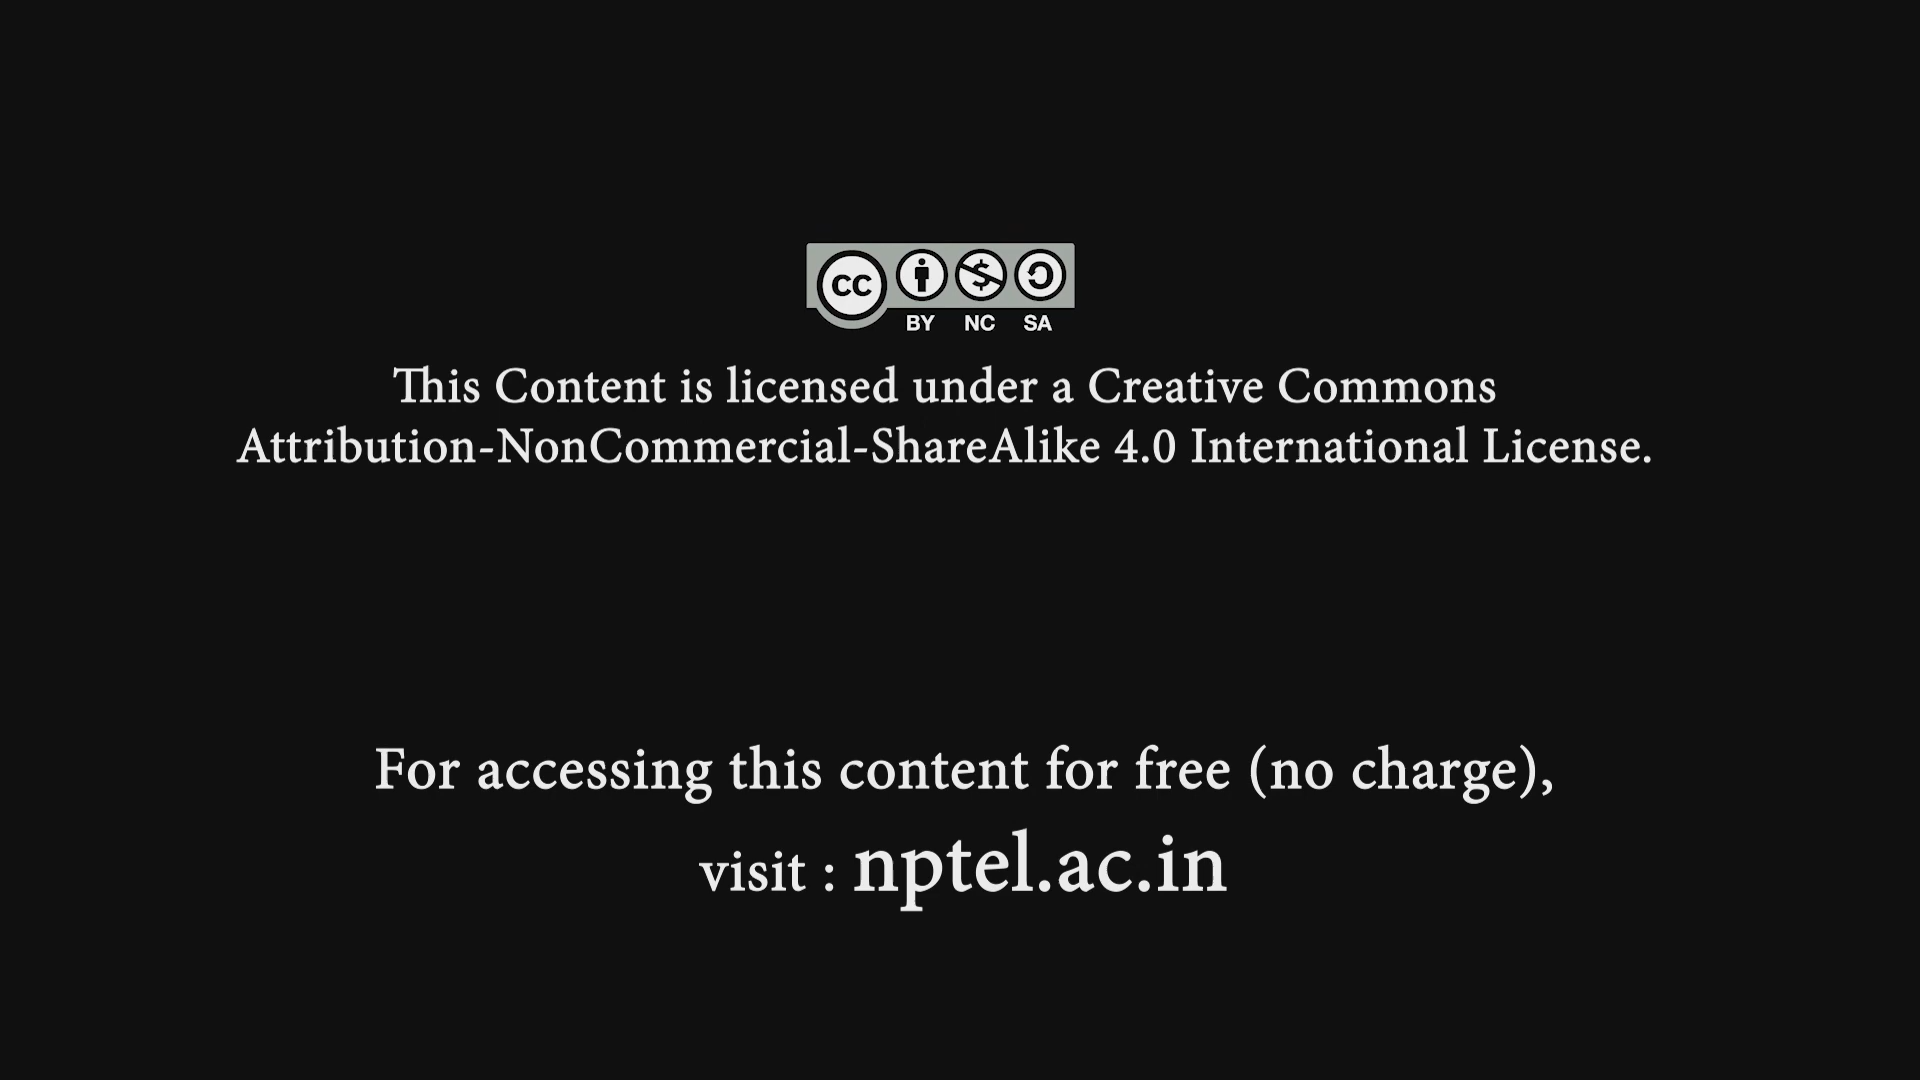 cc
BY NC SA
This Content is licensed under a Creative Commons
Attribution-NonCommercial-ShareAlike 4.0 International License.
For accessing this content for free (no charge),
visit : nptel.ac.in